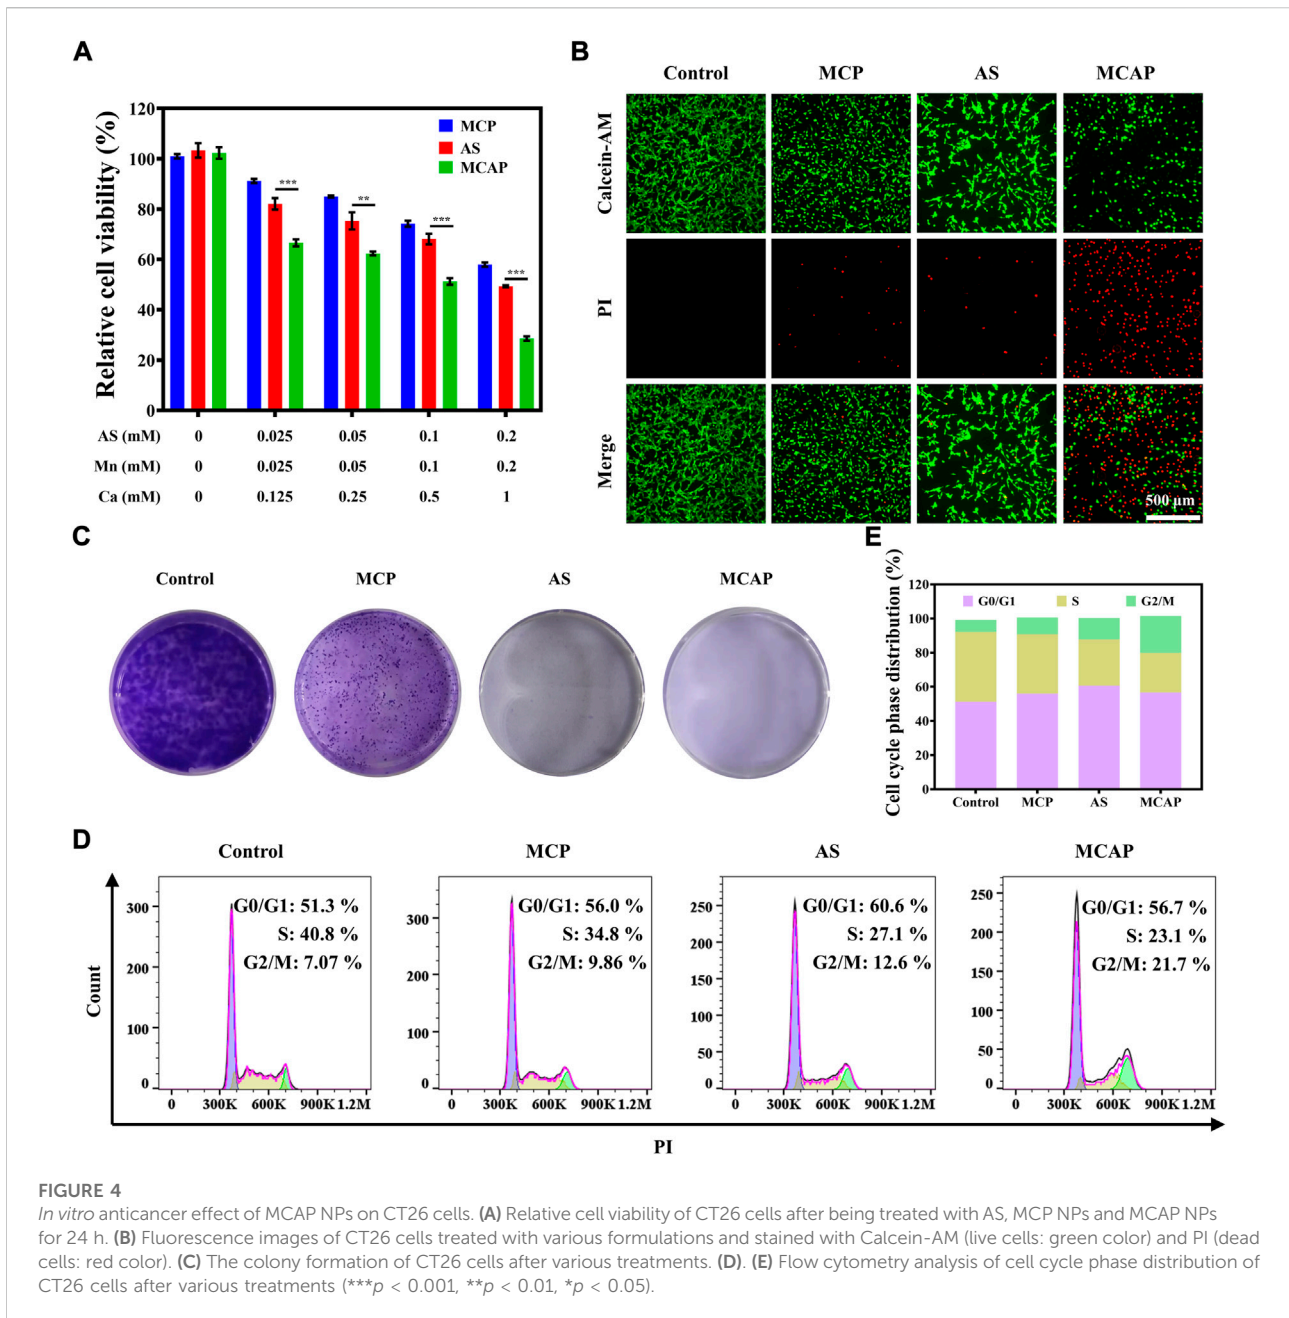 A
Relative cell viability (%)
120
100
80
60
40
20
0
MCP
AS
MCAP
***
**
***
***
AS (mM) 0 0.025 0.05 0.1 0.2
Mn (mM) 0 0.025 0.05 0.1 0.2
Ca (mM) 0 0.125 0.25 0.5 1
B
Control MCP AS MCAP
Calcein-AM
PI
Merge
500 μm
C
Control MCP AS MCAP
E
Cell cycle phase distribution (%)
120
100
80
60
40
20
0
G0/G1 S G2/M
Control MCP AS MCAP
D
Control MCP AS MCAP
Count
300
200
100
0
G0/G1: 51.3 %
S: 40.8 %
G2/M: 7.07 %
0 300K 600K 900K 1.2M
300
200
100
0
G0/G1: 56.0 %
S: 34.8 %
G2/M: 9.86 %
0 300K 600K 900K 1.2M
250
200
150
100
50
0
G0/G1: 60.6 %
S: 27.1 %
G2/M: 12.6 %
0 300K 600K 900K 1.2M
250
200
150
100
50
0
G0/G1: 56.7 %
S: 23.1 %
G2/M: 21.7 %
0 300K 600K 900K 1.2M
PI
FIGURE 4
In vitro anticancer effect of MCAP NPs on CT26 cells. (A) Relative cell viability of CT26 cells after being treated with AS, MCP NPs and MCAP NPs
for 24 h. (B) Fluorescence images of CT26 cells treated with various formulations and stained with Calcein-AM (live cells: green color) and PI (dead
cells: red color). (C) The colony formation of CT26 cells after various treatments. (D). (E) Flow cytometry analysis of cell cycle phase distribution of
CT26 cells after various treatments (***p < 0.001, **p < 0.01, *p < 0.05).